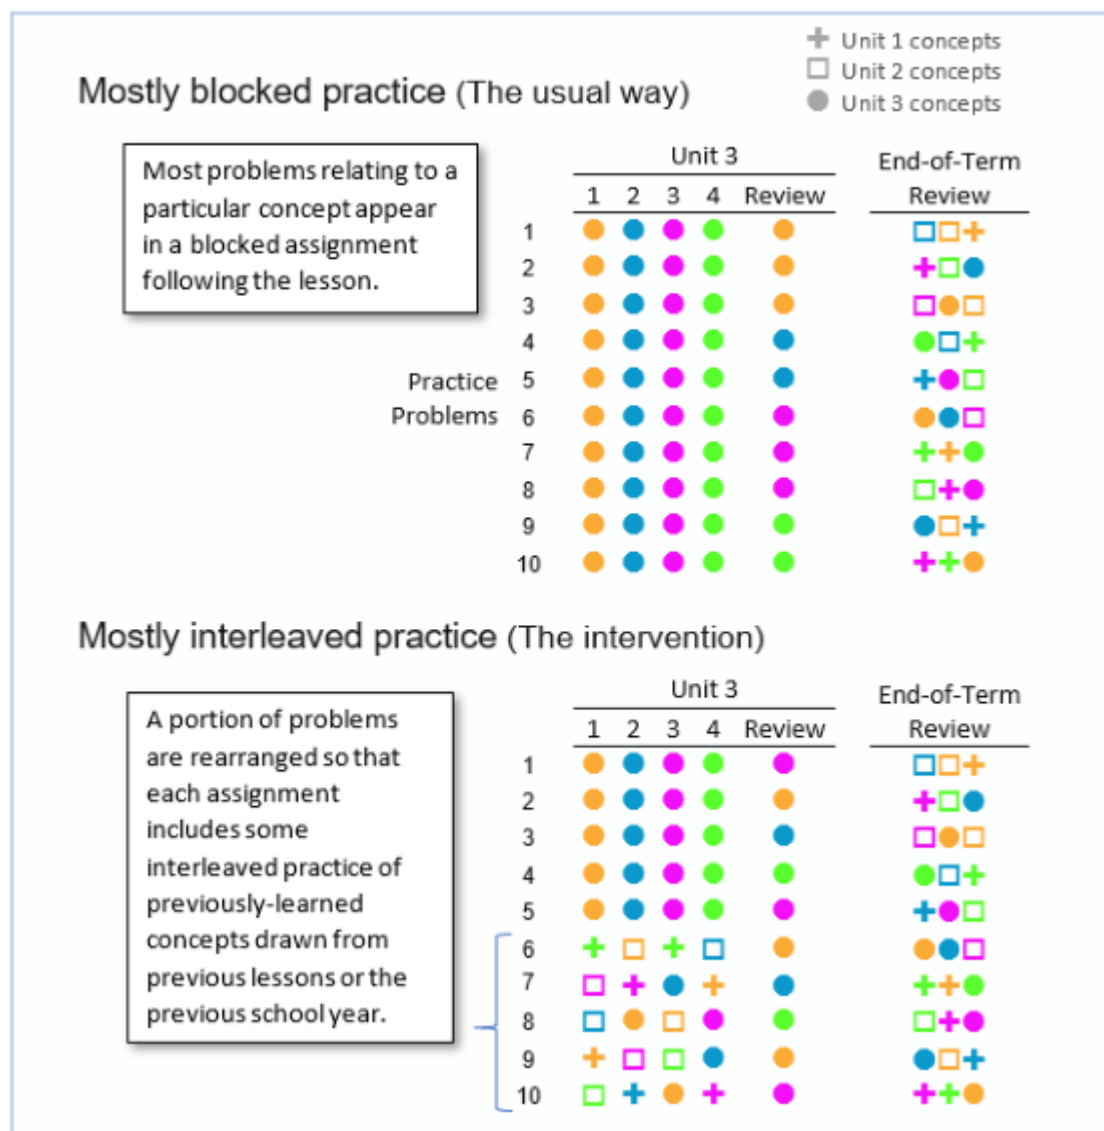 Unit 1 concepts
Unit 2 concepts
Unit 3 concepts
Mostly blocked practice (The usual way)
Most problems relating to a
particular concept appear
in a blocked assignment
following the lesson.
Unit 3
End-of-Term
1 2 3 4 Review
Review
1
2
3
4
Practice 5
Problems 6
7
8
9
10
Mostly interleaved practice (The intervention)
A portion of problems
are rearranged so that
each assignment
includes some
interleaved practice of
previously-learned
concepts drawn from
previous lessons or the
previous school year.
Unit 3
End-of-Term
1 2 3 4 Review
Review
1
2
3
4
5
6
7
8
9
10